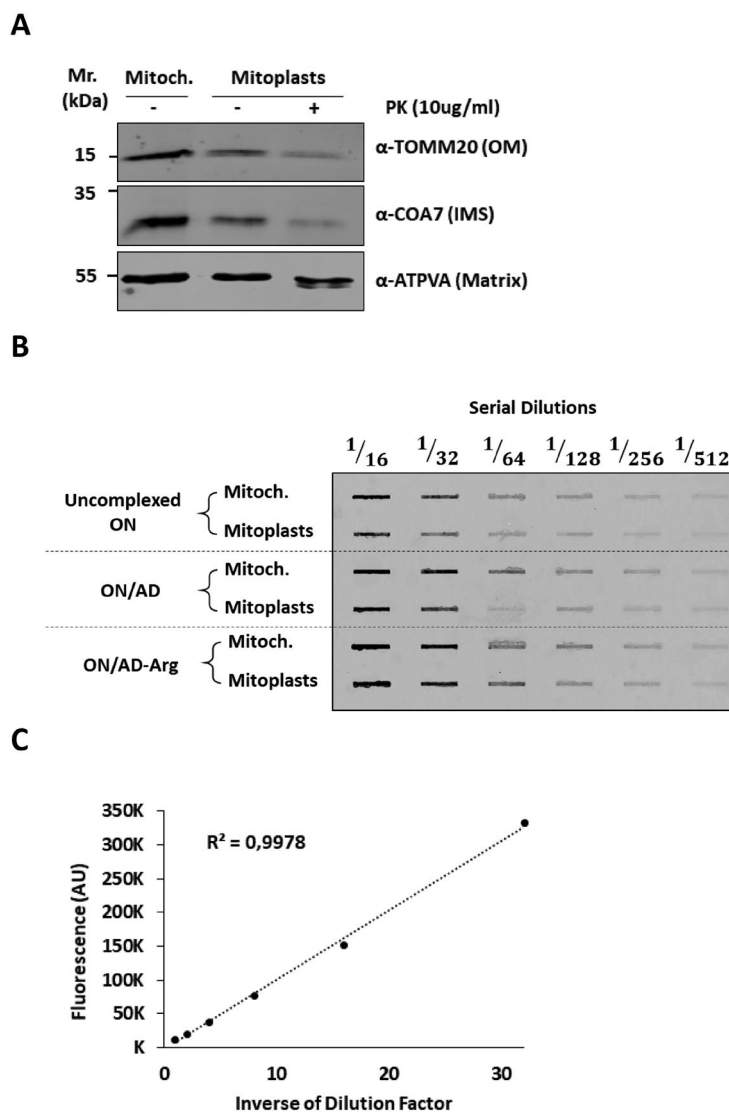 A
Mr. Mitoch. Mitoplasts
(kDa) - - + PK (10ug/ml)
15 α-TOMM20 (OM)
35
α-COA7 (IMS)
55 α-ATPVA (Matrix)
B
Serial Dilutions
1/16 1/32 1/64 1/128 1/256 1/512
Uncomplexed ON { Mitoch.
Mitoplasts
ON/AD { Mitoch.
Mitoplasts
ON/AD-Arg { Mitoch.
Mitoplasts
C
350K
R² = 0,9978
300K
250K
200K
150K
100K
50K
K
0 10 20 30
Fluorescence (AU)
Inverse of Dilution Factor